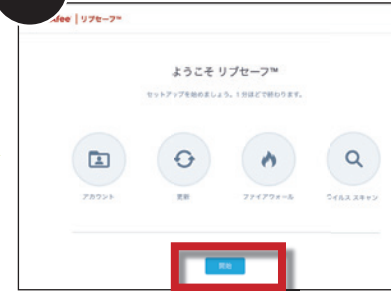 fee | リブセーフ™
ようこそ リブセーフ™
セットアップを始めましょう。1分ほどで終わります。
アカウント
更新
ファイアウォール
ウイルス スキャン
開始